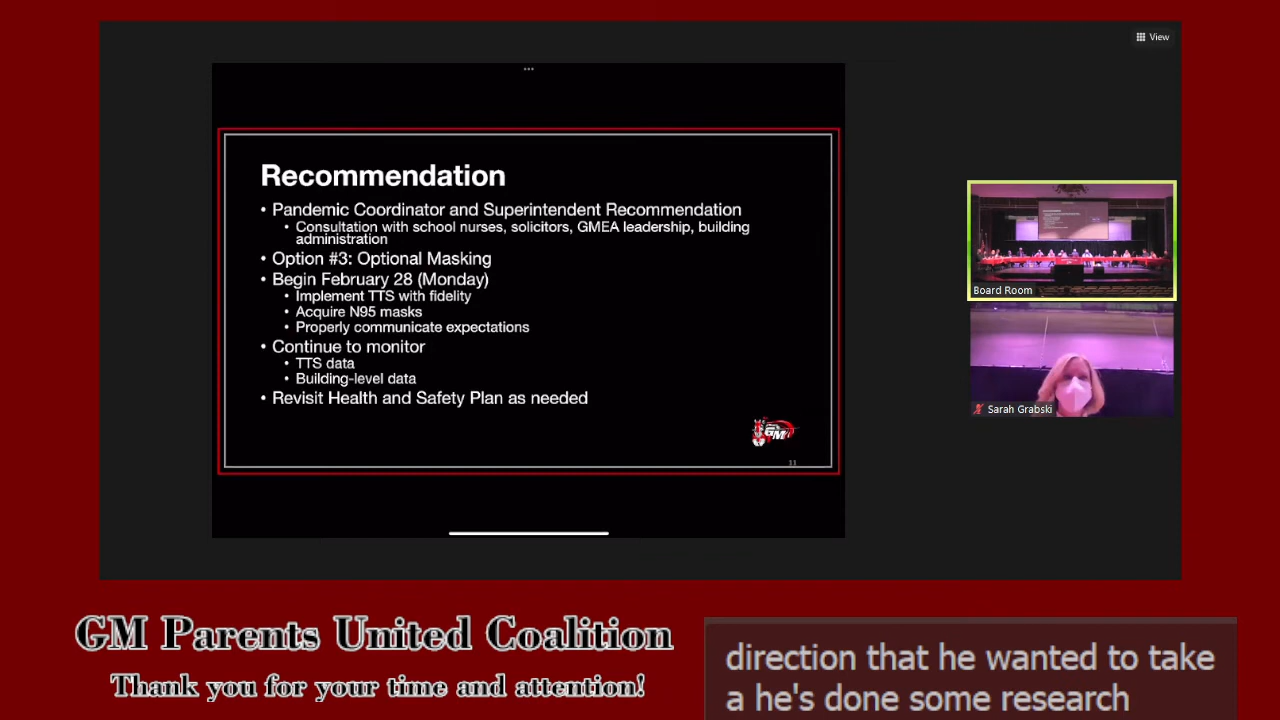 View
Recommendation
• Pandemic Coordinator and Superintendent Recommendation
• Consultation with school nurses, solicitors, GMEA leadership, building
administration
• Option #3: Optional Masking
• Begin February 28 (Monday)
• Implement TTS with fidelity
• Acquire N95 masks
• Properly communicate expectations
• Continue to monitor
• TTS data
• Building-level data
• Revisit Health and Safety Plan as needed
GM
Board Room
Sarah Grabski
GM Parents United Coalition
Thank you for your time and attention!
direction that he wanted to take
a he's done some research